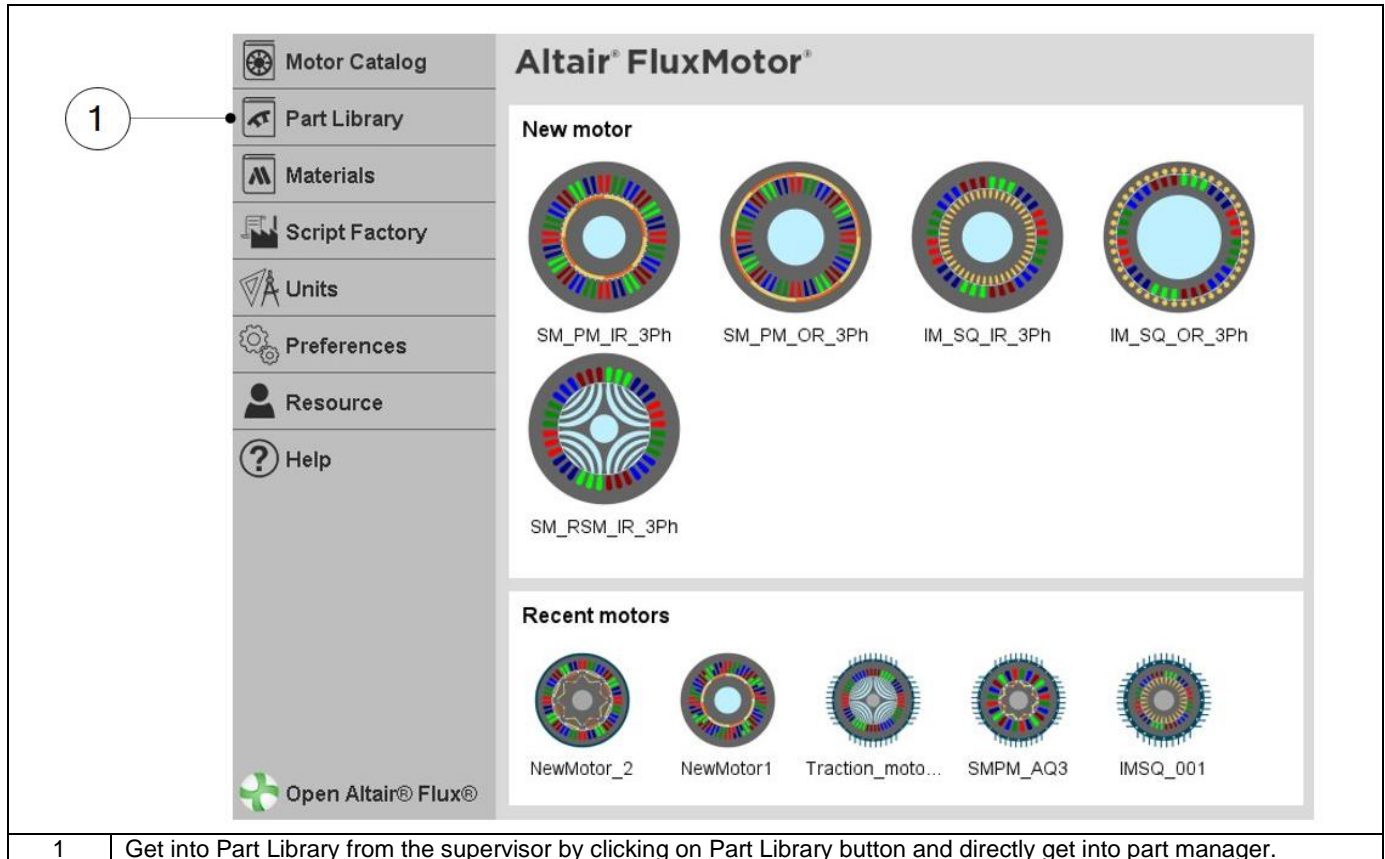 1
Motor Catalog
Part Library
Materials
Script Factory
Units
Preferences
Resource
Help
Open Altair® Flux®
Altair® FluxMotor®
New motor
SM_PM_IR_3Ph
SM_PM_OR_3Ph
IM_SQ_IR_3Ph
IM_SQ_OR_3Ph
SM_RSM_IR_3Ph
Recent motors
NewMotor_2
NewMotor1
Traction_moto...
SMPM_AQ3
IMSQ_001
1 Get into Part Library from the supervisor by clicking on Part Library button and directly get into part manager.